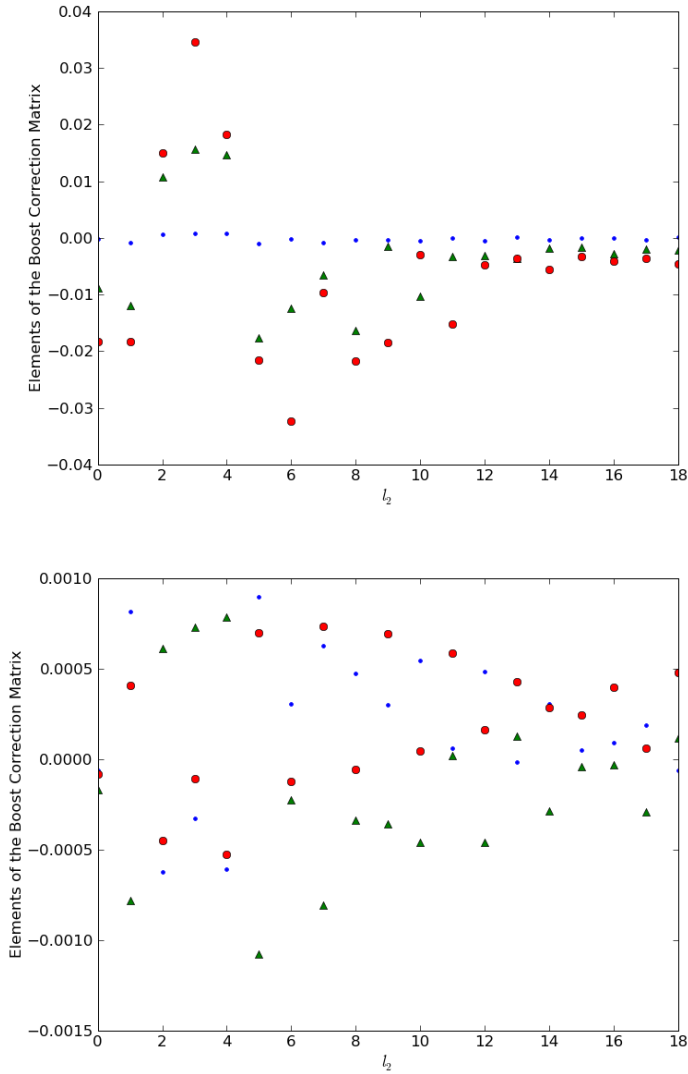 0.04
0.03
0.02
0.01
0.00
−0.01
−0.02
−0.03
−0.04
Elements of the Boost Correction Matrix
0 2 4 6 8 10 12 14 16 18
l₂
0.0010
0.0005
0.0000
−0.0005
−0.0010
−0.0015
Elements of the Boost Correction Matrix
0 2 4 6 8 10 12 14 16 18
l₂